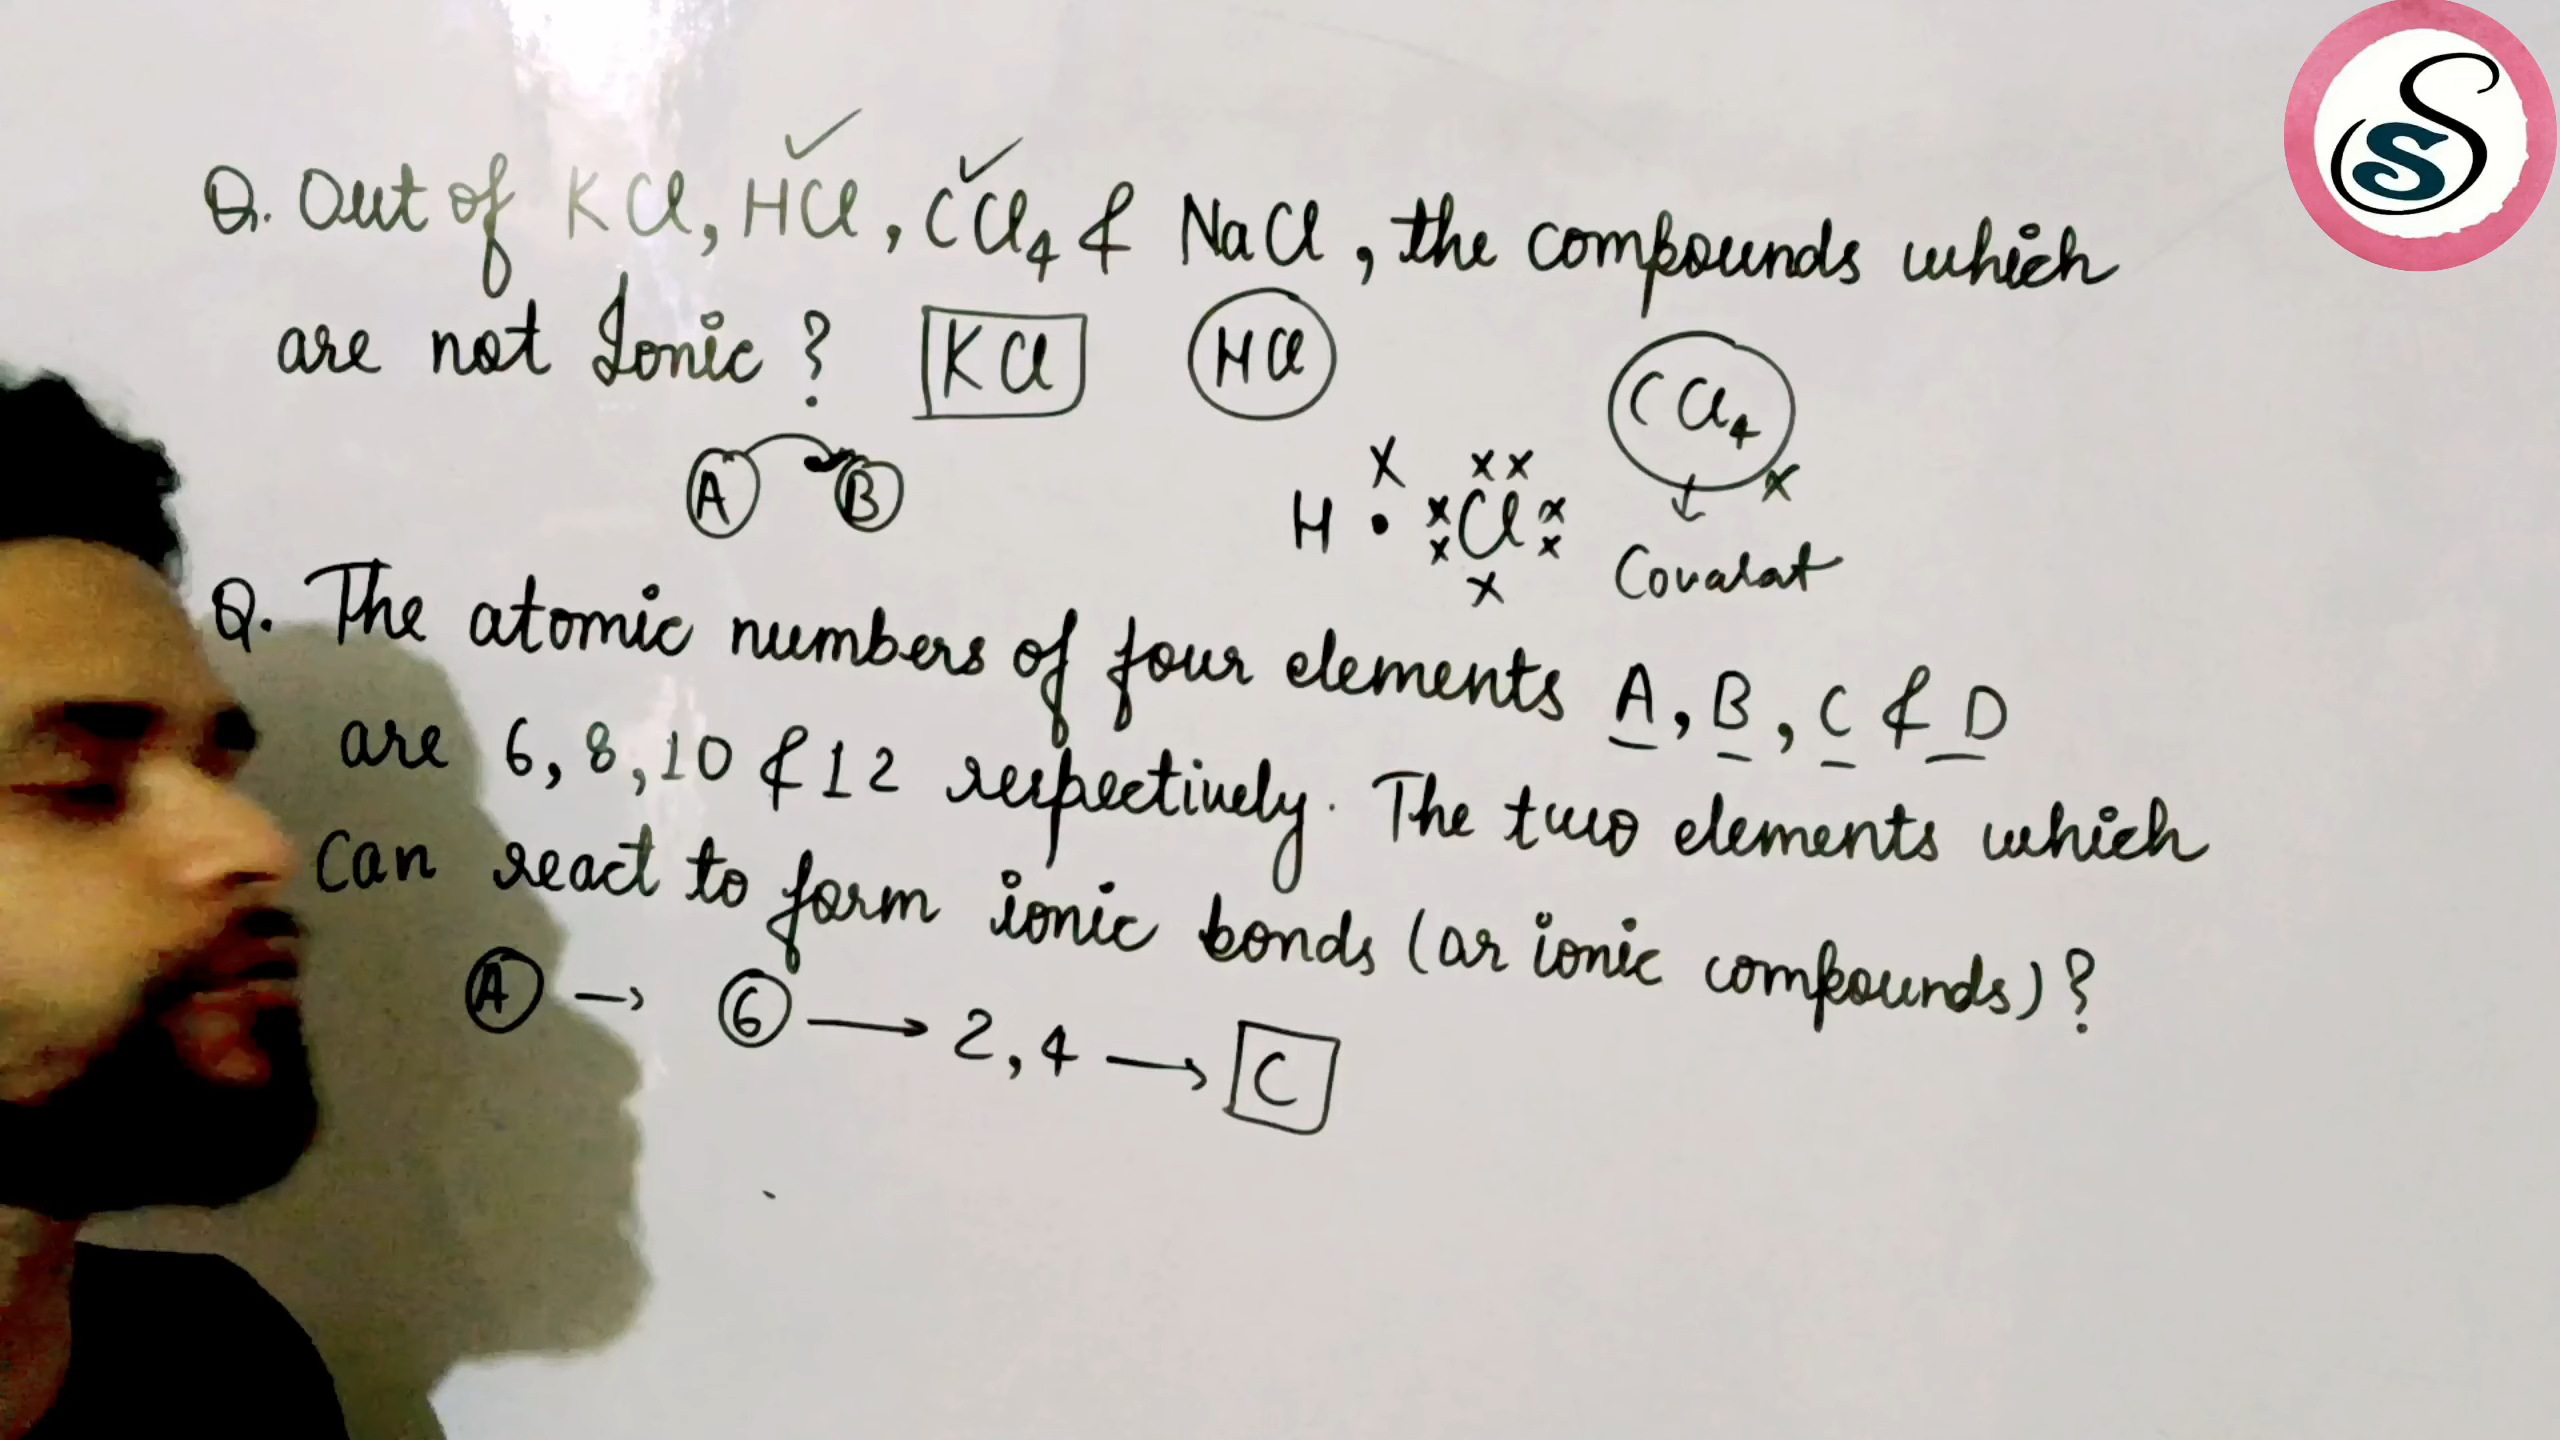 Q. Out of KCl, HCl, CCl4 & NaCl, the compounds which
are not Ionic ? KCl HCl CCl4
A B
H • Cl
Covalat
Q. The atomic numbers of four elements A, B, C & D
are 6, 8, 10 & 12 respectively. The two elements which
Can react to form ionic bonds (or ionic compounds)?
A → 6 → 2, 4 → C
SS